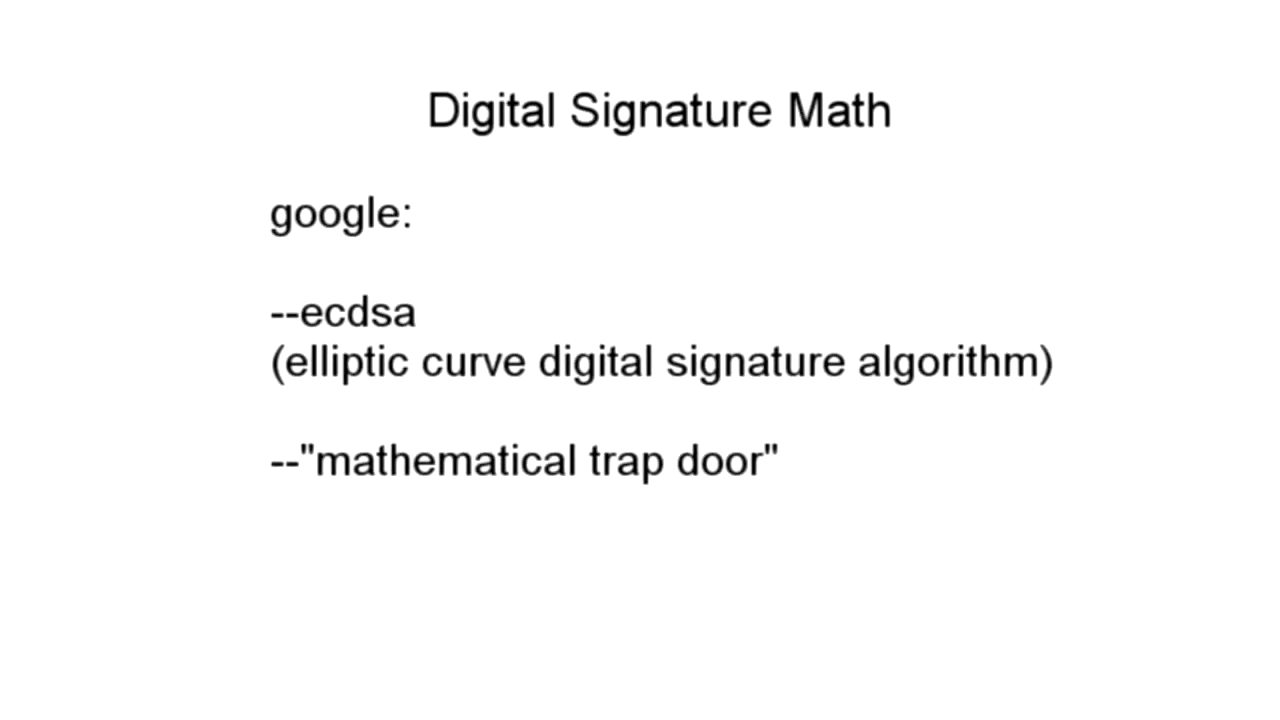 Digital Signature Math
google:
--ecdsa
(elliptic curve digital signature algorithm)
--"mathematical trap door"